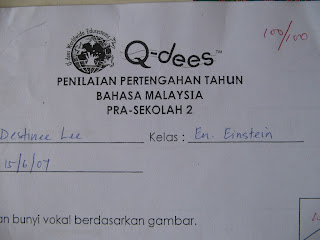 100/100
Q-dees™
PENILAIAN PERTENGAHAN TAHUN
BAHASA MALAYSIA
PRA-SEKOLAH 2
Destinee Lee Kelas : En. Einstein
15/6/07
an bunyi vokal berdasarkan gambar.